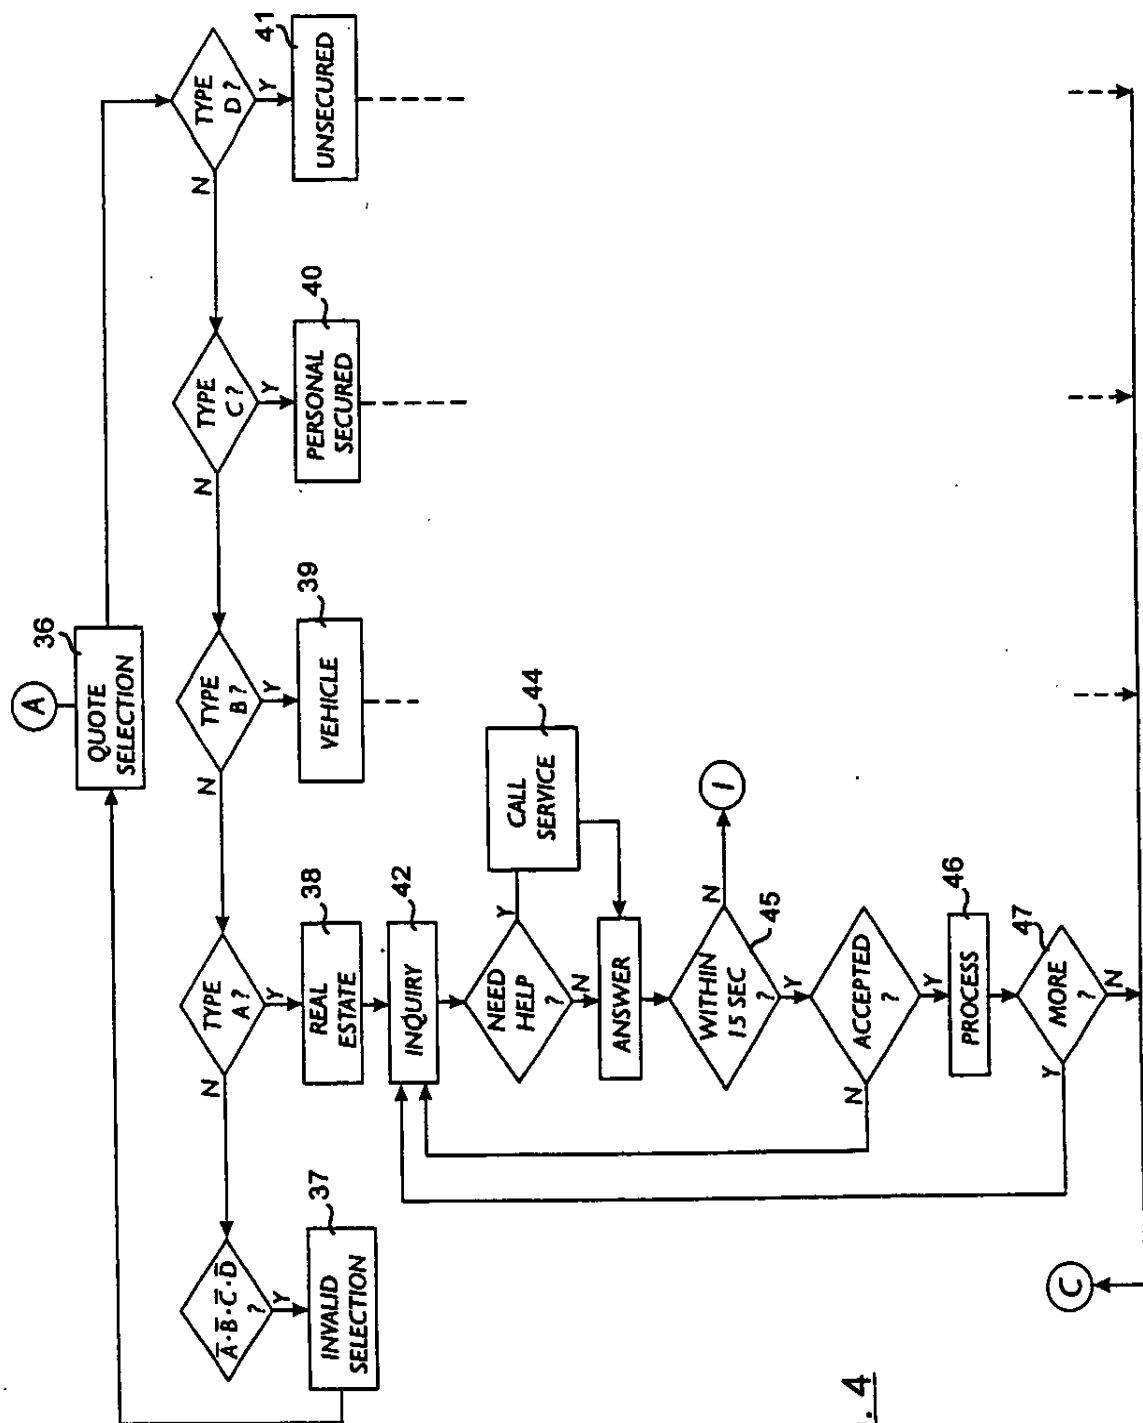 A
36
QUOTE
SELECTION
TYPE
D?
N
Y
41
UNSECURED
TYPE
C?
N
Y
40
PERSONAL
SECURED
TYPE
B?
N
Y
39
VEHICLE
TYPE
A?
N
Y
38
REAL
ESTATE
A̅·B̅·C̅·D̅
?
Y
37
INVALID
SELECTION
42
INQUIRY
NEED
HELP
?
Y
N
44
CALL
SERVICE
ANSWER
WITHIN
15 SEC
?
45
N
I
Y
ACCEPTED
?
N
Y
46
PROCESS
47
MORE
?
Y
N
C
. 4